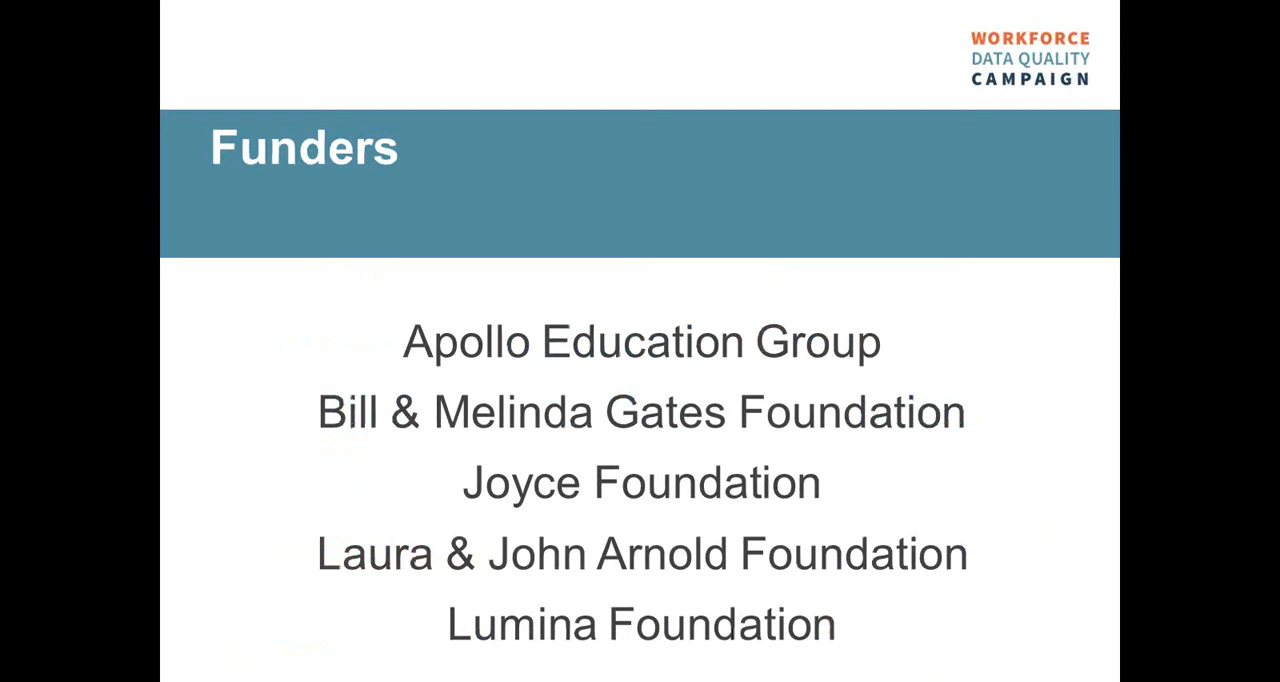 WORKFORCE
DATA QUALITY
CAMPAIGN
Funders
Apollo Education Group
Bill & Melinda Gates Foundation
Joyce Foundation
Laura & John Arnold Foundation
Lumina Foundation